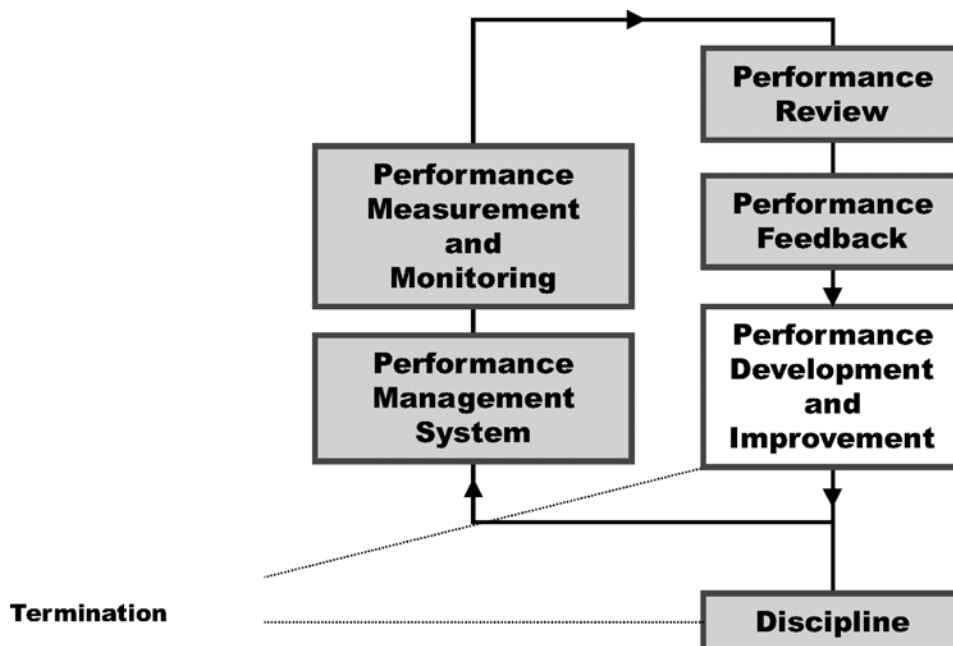 Performance
Review
Performance
Measurement
and
Monitoring
Performance
Feedback
Performance
Development
and
Improvement
Performance
Management
System
Termination
Discipline